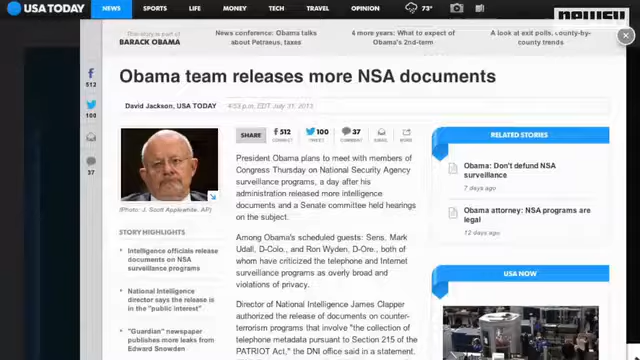 USA TODAY NEWS SPORTS LIFE MONEY TECH TRAVEL OPINION 73° newsy
This story is part of
BARACK OBAMA
News conference: Obama talks
about Petraeus, taxes
4 more years: What to expect of
Obama's 2nd-term
A look at exit polls, county-by-
county trends
Obama team releases more NSA documents
David Jackson, USA TODAY 4:53 p.m. EDT July 31, 2013
512
100
37
(Photo: J. Scott Applewhite, AP)
STORY HIGHLIGHTS
Intelligence officials release
documents on NSA
surveillance programs
National Intelligence
director says the release is
in the "public interest"
"Guardian" newspaper
publishes more leaks from
Edward Snowden
SHARE 512 CONNECT 100 TWEET 37 COMMENT EMAIL MORE
President Obama plans to meet with members of
Congress Thursday on National Security Agency
surveillance programs, a day after his
administration released more intelligence
documents and a Senate committee held hearings
on the subject.
Among Obama's scheduled guests: Sens. Mark
Udall, D-Colo., and Ron Wyden, D-Ore., both of
whom have criticized the telephone and Internet
surveillance programs as overly broad and
violations of privacy.
Director of National Intelligence James Clapper
authorized the release of documents on counter-
terrorism programs that involve "the collection of
telephone metadata pursuant to Section 215 of the
PATRIOT Act," the DNI office said in a statement.
RELATED STORIES
Obama: Don't defund NSA
surveillance
7 days ago
Obama attorney: NSA programs are
legal
12 days ago
USA NOW